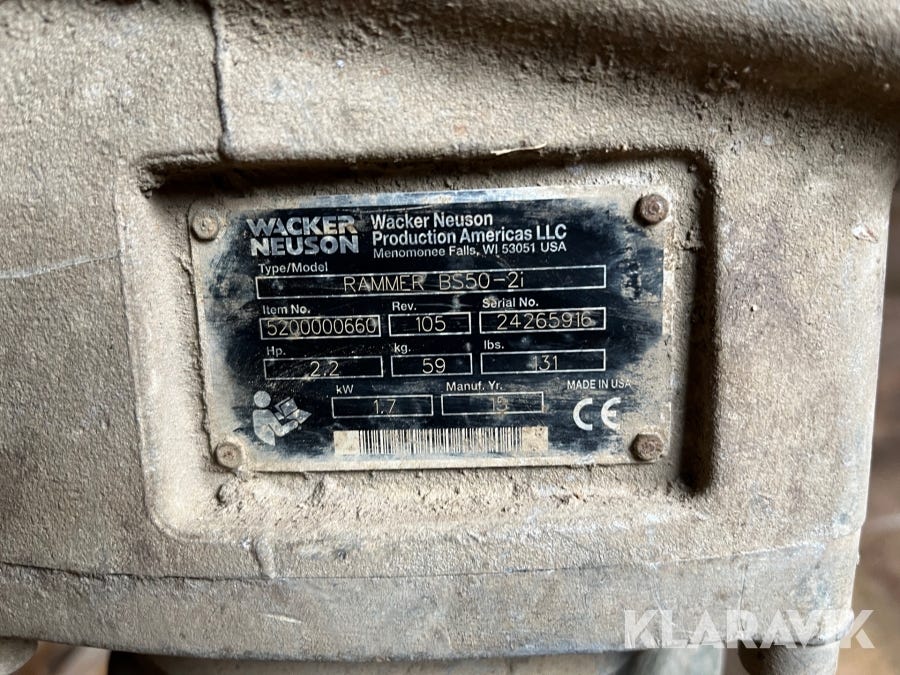 WACKER
NEUSON
Wacker Neuson
Production Americas LLC
Menomonee Falls, WI 53051 USA
Type/Model
RAMMER BS50-2i
Item No. Rev. Serial No.
5200000660 105 24265916
Hp. kg. lbs.
2.2 59 131
kW Manuf. Yr. MADE IN USA
1.7
CE
KLARAVIK